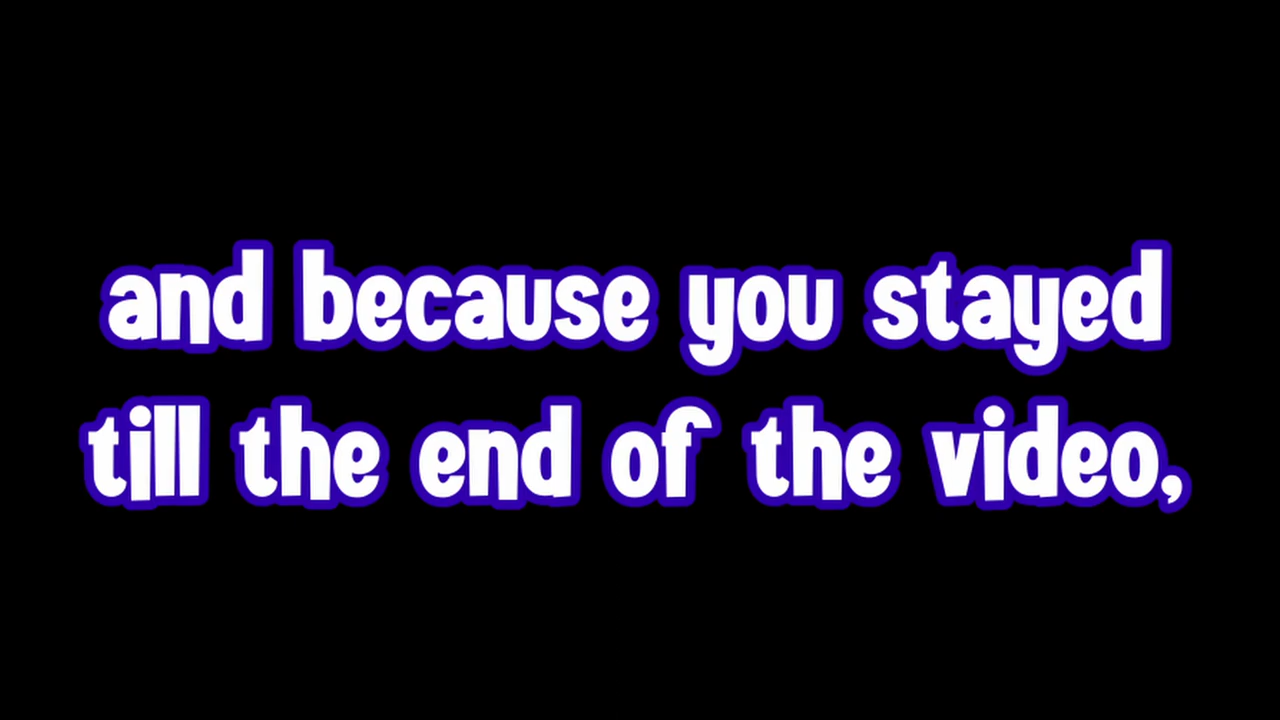 and because you stayed
till the end of the video,